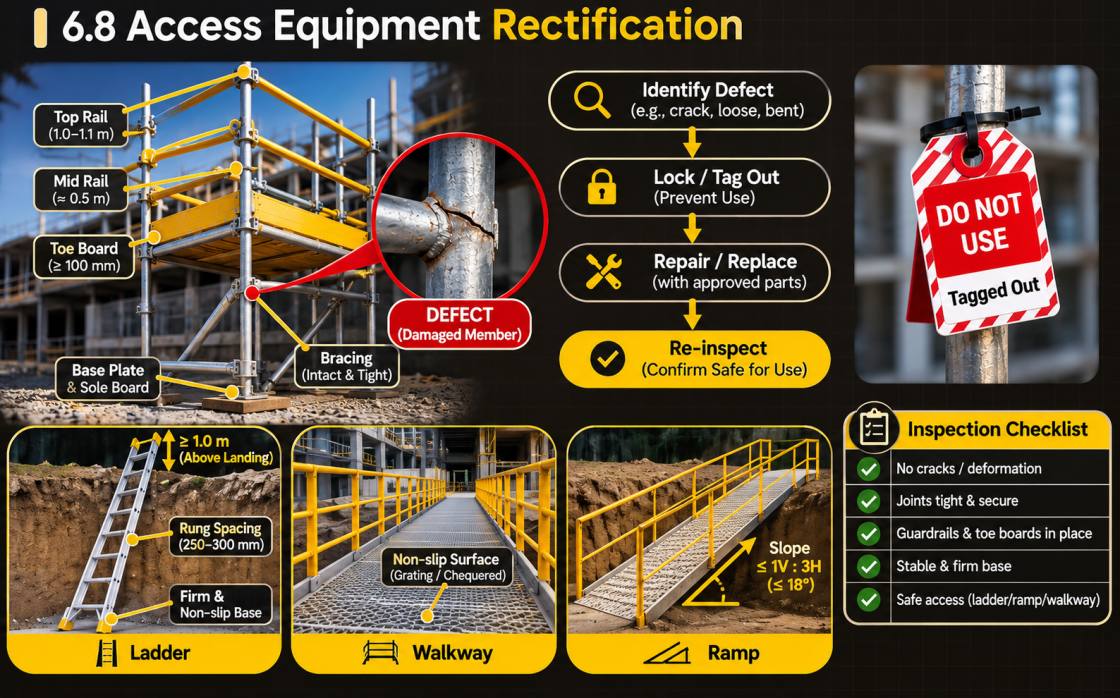 6.8 Access Equipment Rectification
Top Rail
(1.0–1.1 m)
Mid Rail
(≈ 0.5 m)
Toe Board
(≥ 100 mm)
Base Plate
& Sole Board
Bracing
(Intact & Tight)
DEFECT
(Damaged Member)
Identify Defect
(e.g., crack, loose, bent)
Lock / Tag Out
(Prevent Use)
Repair / Replace
(with approved parts)
Re-inspect
(Confirm Safe for Use)
DO NOT
USE
Tagged Out
≥ 1.0 m
(Above Landing)
Rung Spacing
(250–300 mm)
Firm &
Non-slip Base
Ladder
Non-slip Surface
(Grating / Chequered)
Walkway
Slope
≤ 1V : 3H
(≤ 18°)
Ramp
Inspection Checklist
No cracks / deformation
Joints tight & secure
Guardrails & toe boards in place
Stable & firm base
Safe access (ladder/ramp/walkway)